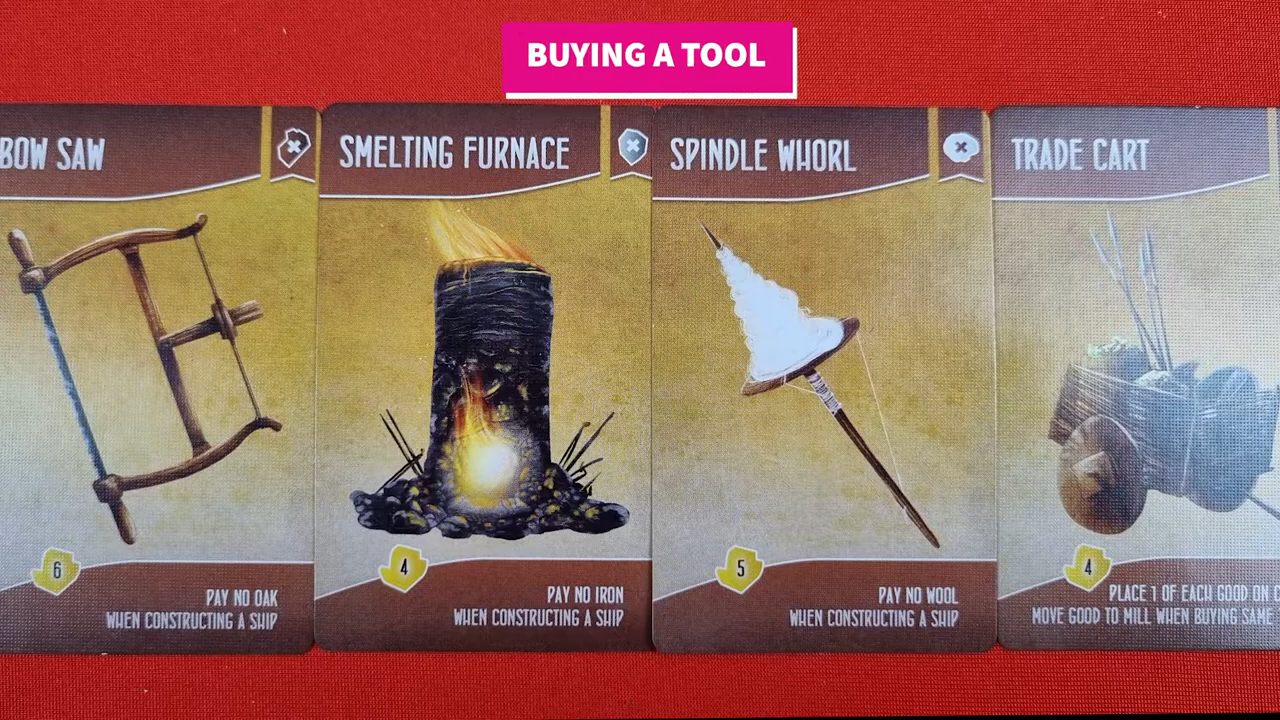 BUYING A TOOL
BOW SAW
SMELTING FURNACE
SPINDLE WHORL
TRADE CART
6
PAY NO OAK
WHEN CONSTRUCTING A SHIP
4
PAY NO IRON
WHEN CONSTRUCTING A SHIP
5
PAY NO WOOL
WHEN CONSTRUCTING A SHIP
4
PLACE 1 OF EACH GOOD ON
MOVE GOOD TO MILL WHEN BUYING SAME